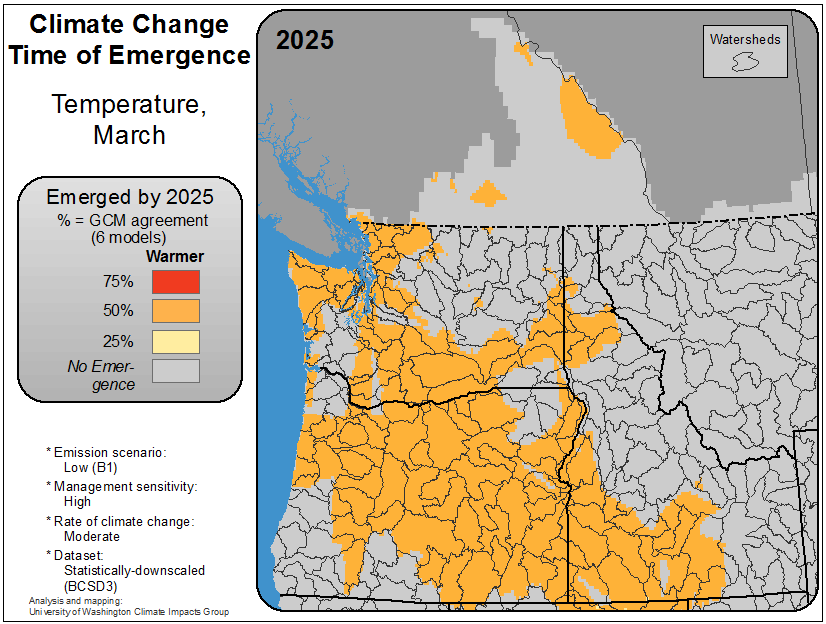 Climate Change
Time of Emergence
Temperature,
March
Emerged by 2025
% = GCM agreement
(6 models)
Warmer
75%
50%
25%
No Emer-
gence
* Emission scenario:
Low (B1)
* Management sensitivity:
High
* Rate of climate change:
Moderate
* Dataset:
Statistically-downscaled
(BCSD3)
Analysis and mapping:
University of Washington Climate Impacts Group
2025
Watersheds